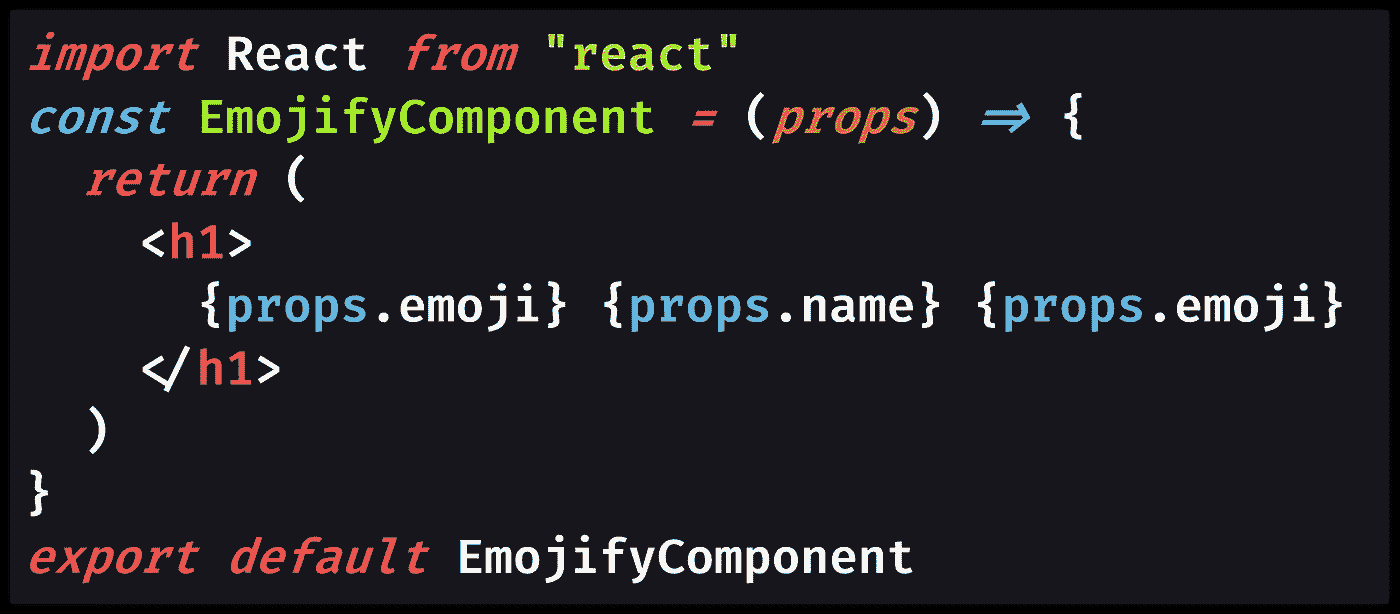 import React from "react"
const EmojifyComponent = (props) => {
  return (
    <h1>
      {props.emoji} {props.name} {props.emoji}
    </h1>
  )
}
export default EmojifyComponent